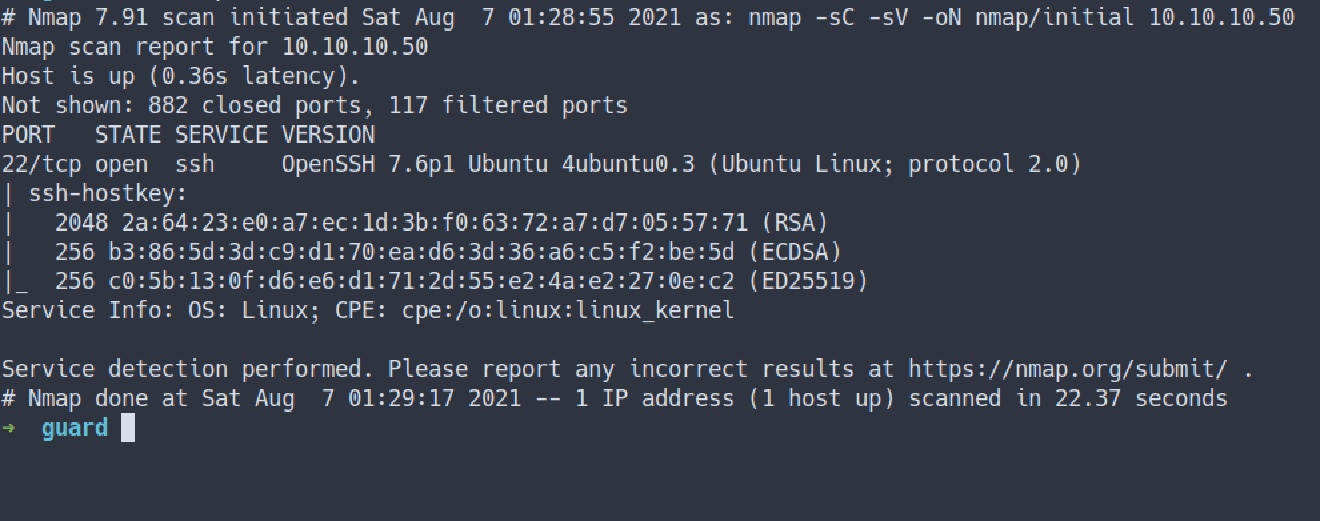 # Nmap 7.91 scan initiated Sat Aug  7 01:28:55 2021 as: nmap -sC -sV -oN nmap/initial 10.10.10.50
Nmap scan report for 10.10.10.50
Host is up (0.36s latency).
Not shown: 882 closed ports, 117 filtered ports
PORT   STATE SERVICE VERSION
22/tcp open  ssh     OpenSSH 7.6p1 Ubuntu 4ubuntu0.3 (Ubuntu Linux; protocol 2.0)
| ssh-hostkey:
|   2048 2a:64:23:e0:a7:ec:1d:3b:f0:63:72:a7:d7:05:57:71 (RSA)
|   256 b3:86:5d:3d:c9:d1:70:ea:d6:3d:36:a6:c5:f2:be:5d (ECDSA)
|_  256 c0:5b:13:0f:d6:e6:d1:71:2d:55:e2:4a:e2:27:0e:c2 (ED25519)
Service Info: OS: Linux; CPE: cpe:/o:linux:linux_kernel

Service detection performed. Please report any incorrect results at https://nmap.org/submit/ .
# Nmap done at Sat Aug  7 01:29:17 2021 -- 1 IP address (1 host up) scanned in 22.37 seconds
→  guard